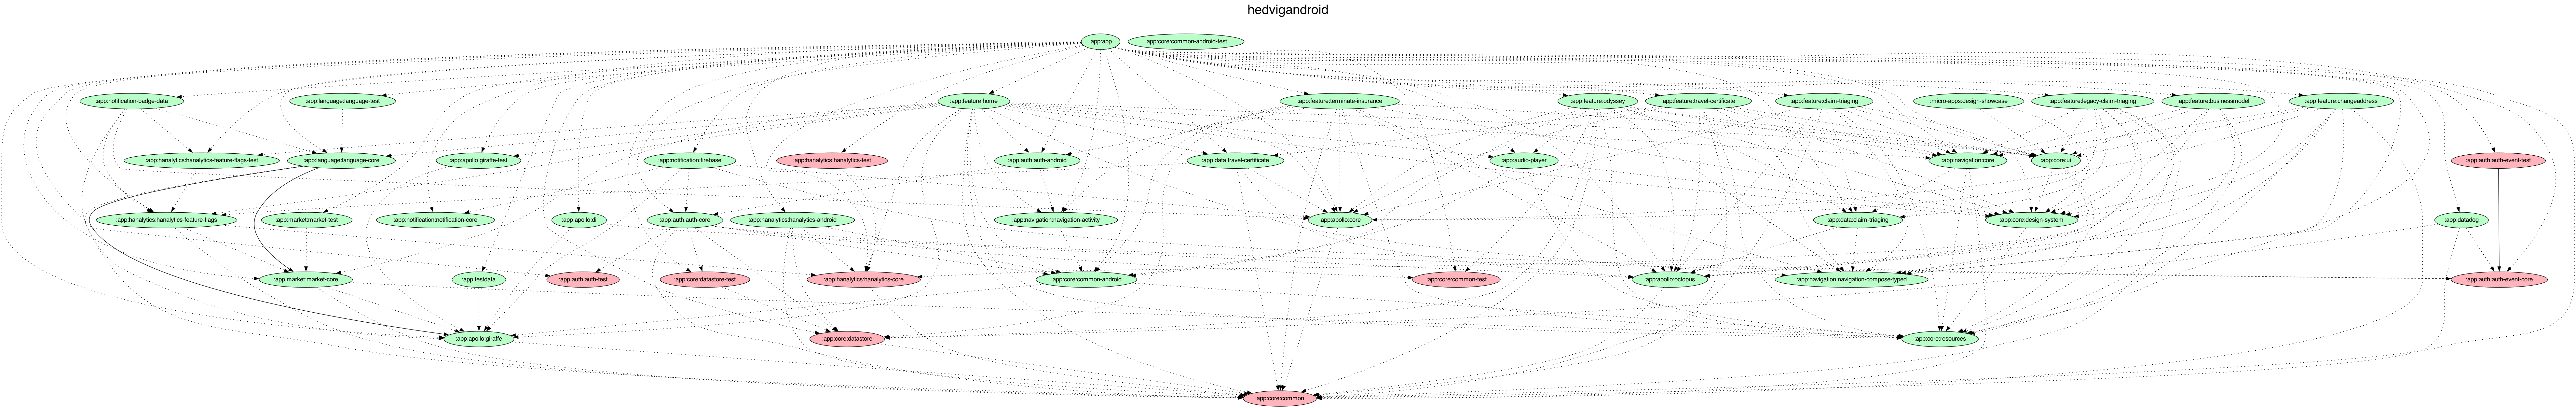 hedvigandroid
:app:app
:app:core:common-android-test
:app:notification-badge-data
:app:language:language-test
:app:feature:home
:app:feature:terminate-insurance
:app:feature:odyssey
:app:feature:travel-certificate
:app:feature:claim-triaging
:micro-apps:design-showcase
:app:feature:legacy-claim-triaging
:app:feature:businessmodel
:app:feature:changeaddress
:app:hanalytics:hanalytics-feature-flags-test
:app:language:language-core
:app:apollo:giraffe-test
:app:notification:firebase
:app:hanalytics:hanalytics-test
:app:auth:auth-android
:app:data:travel-certificate
:app:audio-player
:app:navigation:core
:app:core:ui
:app:auth:auth-event-test
:app:hanalytics:hanalytics-feature-flags
:app:market:market-test
:app:notification:notification-core
:app:apollo:di
:app:auth:auth-core
:app:hanalytics:hanalytics-android
:app:navigation:navigation-activity
:app:apollo:core
:app:data:claim-triaging
:app:core:design-system
:app:datadog
:app:market:market-core
:app:testdata
:app:auth:auth-test
:app:core:datastore-test
:app:hanalytics:hanalytics-core
:app:core:common-android
:app:core:common-test
:app:apollo:octopus
:app:navigation:navigation-compose-typed
:app:auth:auth-event-core
:app:apollo:giraffe
:app:core:datastore
:app:core:resources
:app:core:common